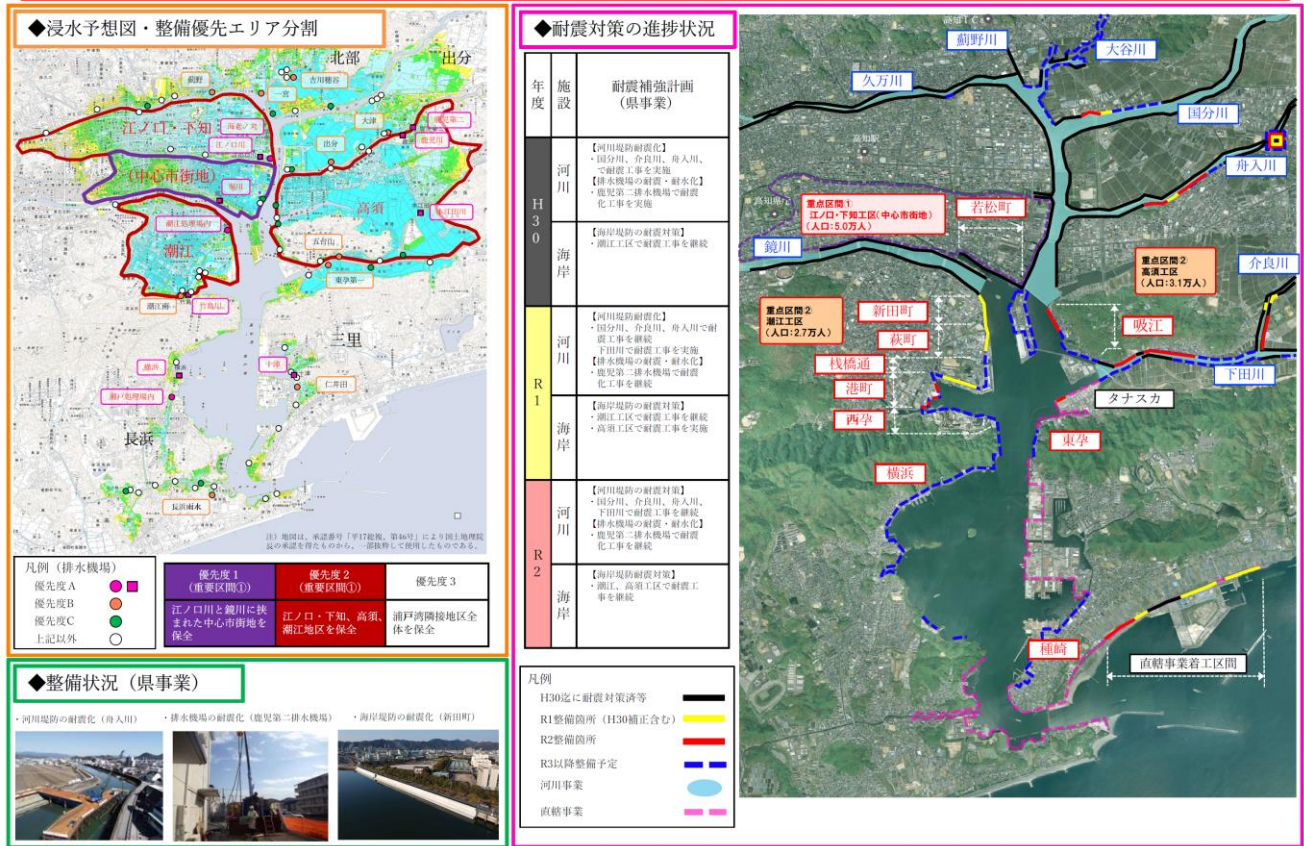 ◆浸水予想図・整備優先エリア分割
北部
出分
薊野
吉川穂谷
一宮
大津
鹿児第二
鹿児川
江ノ口・下知
海老ノ丸
江ノ口川
出分
(中心市街地)
堀川
高須
潮江処理場内
五台山
潮江
東孕第一
潮江南
竹島川
三里
横浜
十津
仁井田
瀬戸処理場内
長浜
長浜雨水
注）地図は、承認番号「平17総複、第46号」により国土地理院
長の承認を得たものから、一部抜粋して使用したものである。
凡例（排水機場）
優先度A
優先度B
優先度C
上記以外
優先度１
（重要区間①）
優先度２
（重要区間①）
優先度３
江ノ口川と鏡川に挟
まれた中心市街地を
保全
江ノ口・下知、高須、
潮江地区を保全
浦戸湾隣接地区全
体を保全
◆整備状況（県事業）
・河川堤防の耐震化（舟入川）
・排水機場の耐震化（鹿児第二排水機場）
・海岸堤防の耐震化（新田町）
◆耐震対策の進捗状況
年度
施設
耐震補強計画
（県事業）
H30
河川
【河川堤防耐震化】
・国分川、介良川、舟入川、
で耐震工事を実施
【排水機場の耐震・耐水化】
・鹿児第二排水機場で耐震
化工事を実施
海岸
【海岸堤防の耐震対策】
・潮江工区で耐震工事を継続
R1
河川
【河川堤防耐震化】
・国分川、介良川、舟入川で耐
震工事を継続
下田川で耐震工事を実施
【排水機場の耐震・耐水化】
・鹿児第二排水機場で耐震
化工事を継続
海岸
【海岸堤防の耐震対策】
・潮江工区で耐震工事を継続
・高須工区で耐震工事を実施
R2
河川
【河川堤防の耐震対策】
・国分川、介良川、舟入川、
下田川で耐震工事を継続
【排水機場の耐震・耐水化】
・鹿児第二排水機場で耐震
化工事を継続
海岸
【海岸堤防耐震対策】
・潮江、高須工区で耐震工
事を継続
凡例
H30迄に耐震対策済等
R1整備箇所（H30補正含む）
R2整備箇所
R3以降整備予定
河川事業
直轄事業
薊野川
大谷川
久万川
国分川
舟入川
重点区間①
江ノ口・下知工区(中心市街地)
（人口：5.0万人）
若松町
鏡川
重点区間②
高須工区
（人口：3.1万人）
介良川
重点区間②
潮江工区
（人口：2.7万人）
新田町
萩町
吸江
桟橋通
港町
下田川
西孕
タナスカ
東孕
横浜
種崎
直轄事業着工区間